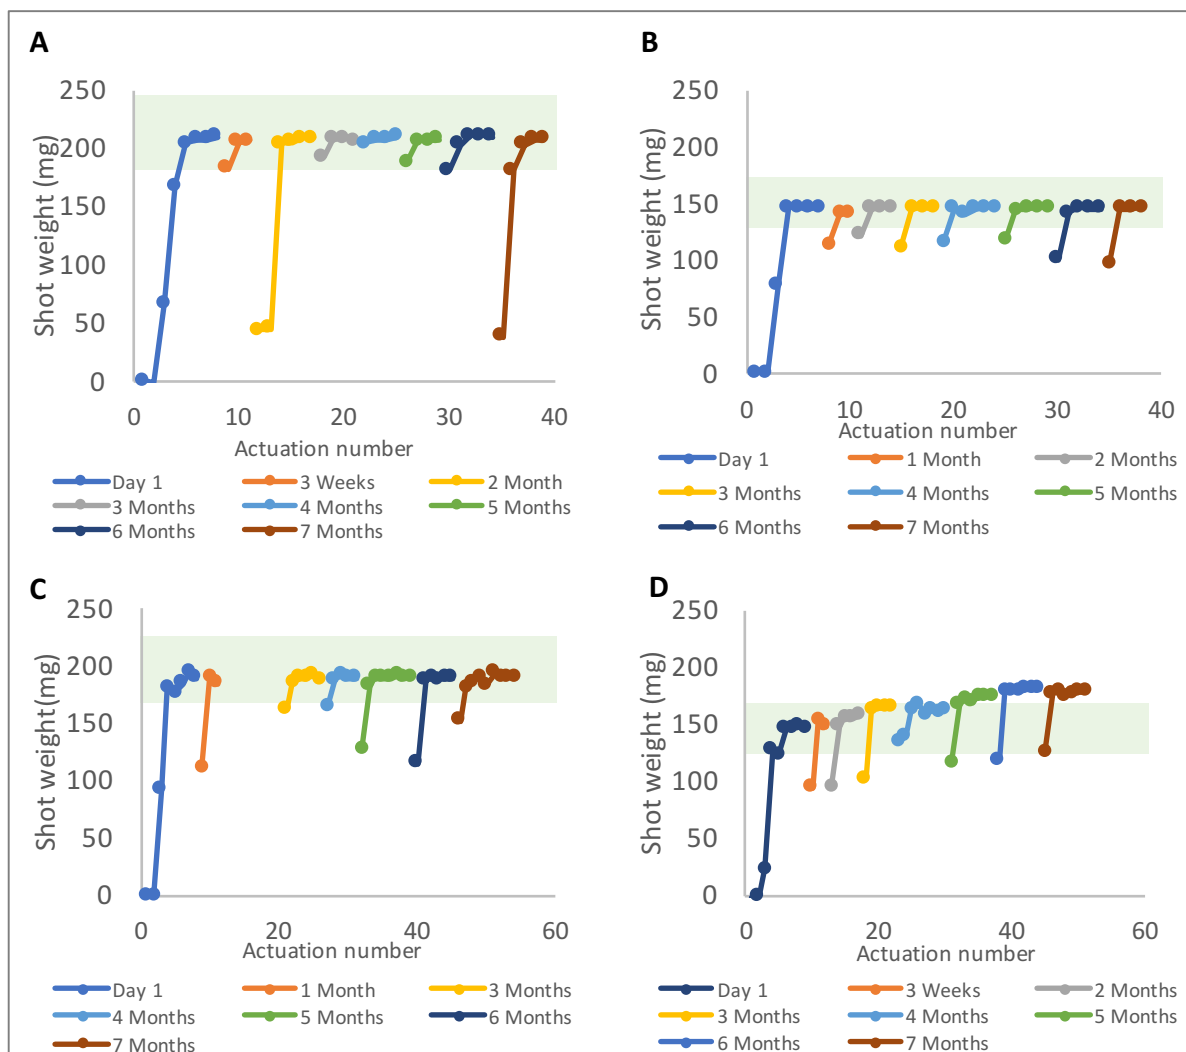 A
250
200
150
100
50
0
Shot weight (mg)
0 10 20 30 40
Actuation number
Day 1 3 Weeks 2 Month
3 Months 4 Months 5 Months
6 Months 7 Months
B
250
200
150
100
50
0
Shot weight (mg)
0 10 20 30 40
Actuation number
Day 1 1 Month 2 Months
3 Months 4 Months 5 Months
6 Months 7 Months
C
250
200
150
100
50
0
Shot weight(mg)
0 20 40 60
Actuation number
Day 1 1 Month 3 Months
4 Months 5 Months 6 Months
7 Months
D
250
200
150
100
50
0
Shot weight (mg)
0 20 40 60
Actuation number
Day 1 3 Weeks 2 Months
3 Months 4 Months 5 Months
6 Months 7 Months